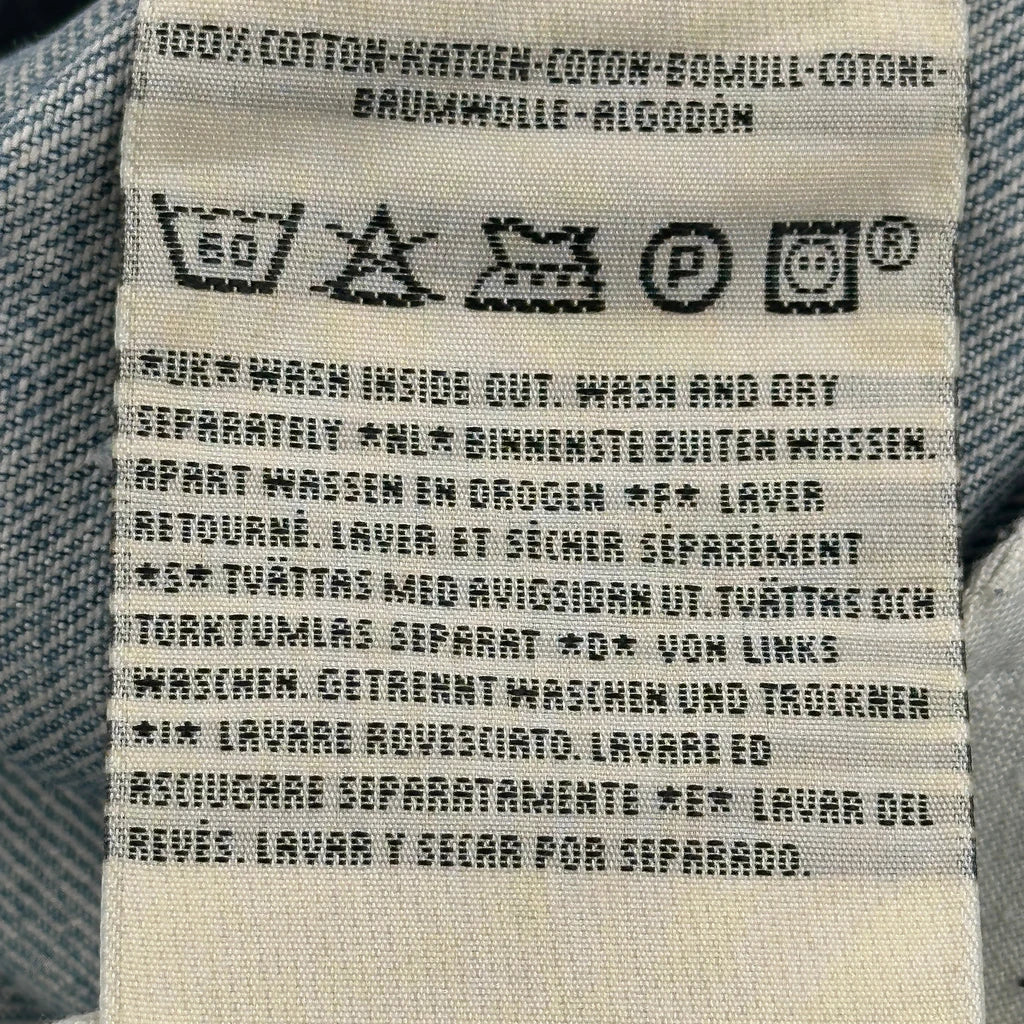 100% COTTON-KATOEN-COTON-BOMULL-COTONE-
BAUMWOLLE-ALGODÓN
60 P ®
*UK* WASH INSIDE OUT. WASH AND DRY
SEPARATELY *NL* BINNENSTE BUITEN WASSEN.
APART WASSEN EN DROGEN *F* LAVER
RETOURNÉ. LAVER ET SÉCHER SÉPARÉMENT
*S* TVÄTTAS MED AVIGSIDAN UT.TVÄTTAS OCH
TORKTUMLAS SEPARAT *D* VON LINKS
WASCHEN. GETRENNT WASCHEN UND TROCKNEN
*I* LAVARE ROVESCIATO. LAVARE ED
ASCIUGARE SEPARATAMENTE *E* LAVAR DEL
REVÉS. LAVAR Y SECAR POR SEPARADO.